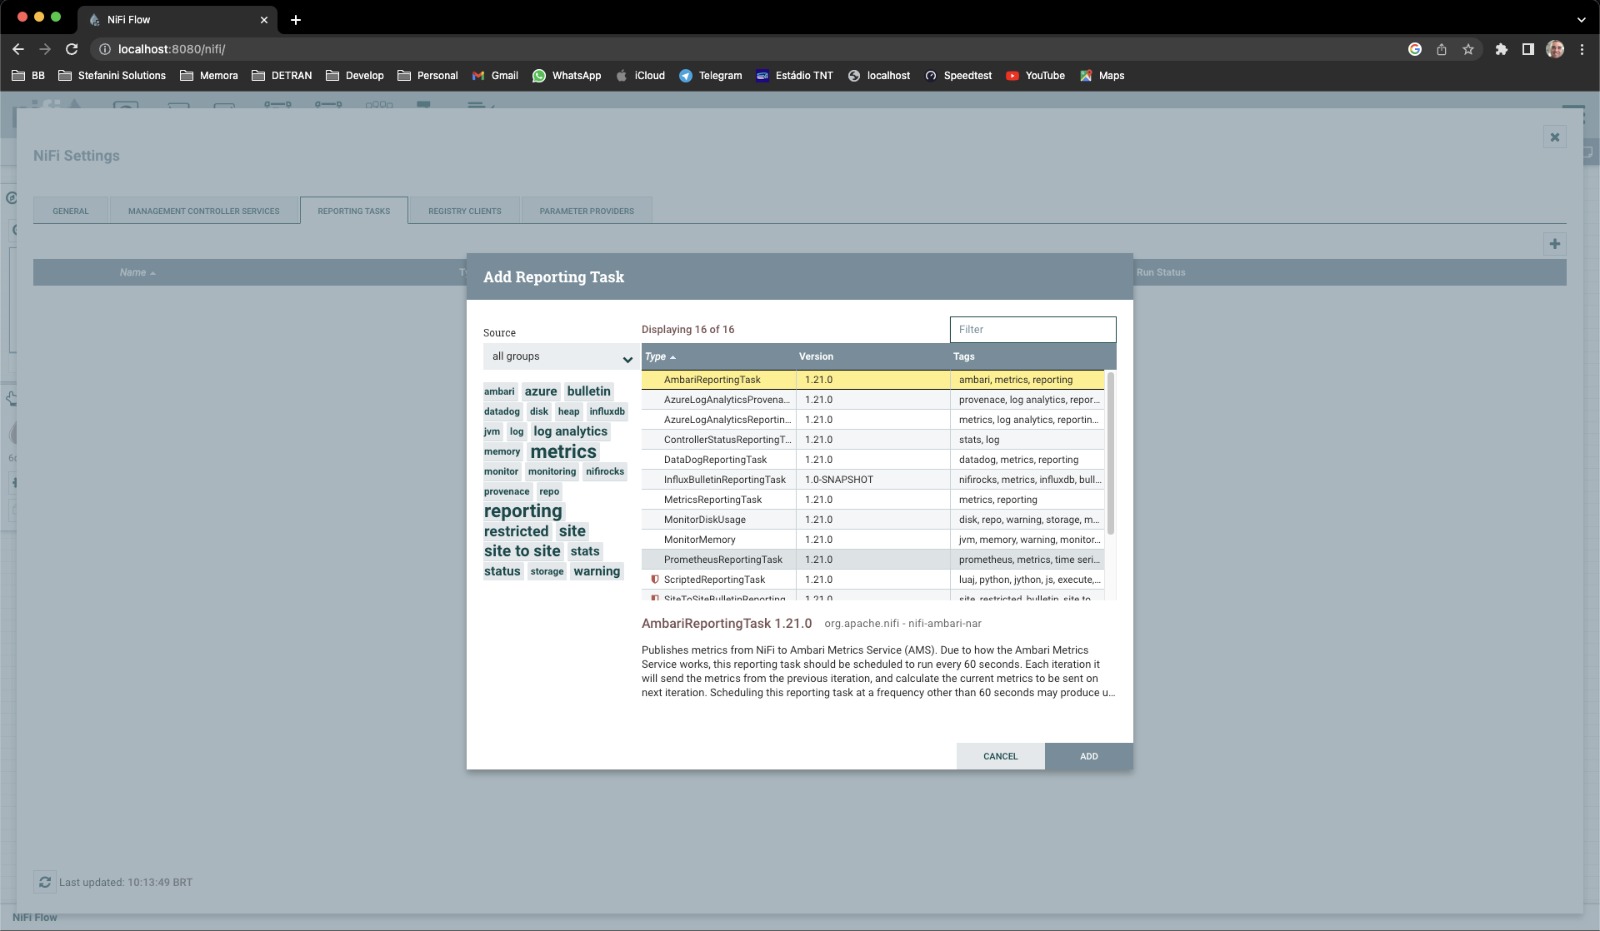 NiFi Flow
localhost:8080/nifi/
BB Stefanini Solutions Memora DETRAN Develop Personal Gmail WhatsApp iCloud Telegram Estádio TNT localhost Speedtest YouTube Maps
NiFi Settings
GENERAL MANAGEMENT CONTROLLER SERVICES REPORTING TASKS REGISTRY CLIENTS PARAMETER PROVIDERS
Name Run Status
Add Reporting Task
Source
all groups
ambari azure bulletin
datadog disk heap influxdb
jvm log log analytics
memory metrics
monitor monitoring nifirocks
provenace repo
reporting
restricted site
site to site stats
status storage warning
Displaying 16 of 16 Filter
Type Version Tags
AmbariReportingTask 1.21.0 ambari, metrics, reporting
AzureLogAnalyticsProvena... 1.21.0 provenace, log analytics, repor...
AzureLogAnalyticsReportin... 1.21.0 metrics, log analytics, reportin...
ControllerStatusReportingT... 1.21.0 stats, log
DataDogReportingTask 1.21.0 datadog, metrics, reporting
InfluxBulletinReportingTask 1.0-SNAPSHOT nifirocks, metrics, influxdb, bull...
MetricsReportingTask 1.21.0 metrics, reporting
MonitorDiskUsage 1.21.0 disk, repo, warning, storage, m...
MonitorMemory 1.21.0 jvm, memory, warning, monitor...
PrometheusReportingTask 1.21.0 prometheus, metrics, time seri...
ScriptedReportingTask 1.21.0 luaj, python, jython, js, execute,...
SiteToSiteBulletinReporting 1.21.0 site, restricted, bulletin, site to
AmbariReportingTask 1.21.0 org.apache.nifi - nifi-ambari-nar
Publishes metrics from NiFi to Ambari Metrics Service (AMS). Due to how the Ambari Metrics
Service works, this reporting task should be scheduled to run every 60 seconds. Each iteration it
will send the metrics from the previous iteration, and calculate the current metrics to be sent on
next iteration. Scheduling this reporting task at a frequency other than 60 seconds may produce u...
CANCEL ADD
Last updated: 10:13:49 BRT
NiFi Flow